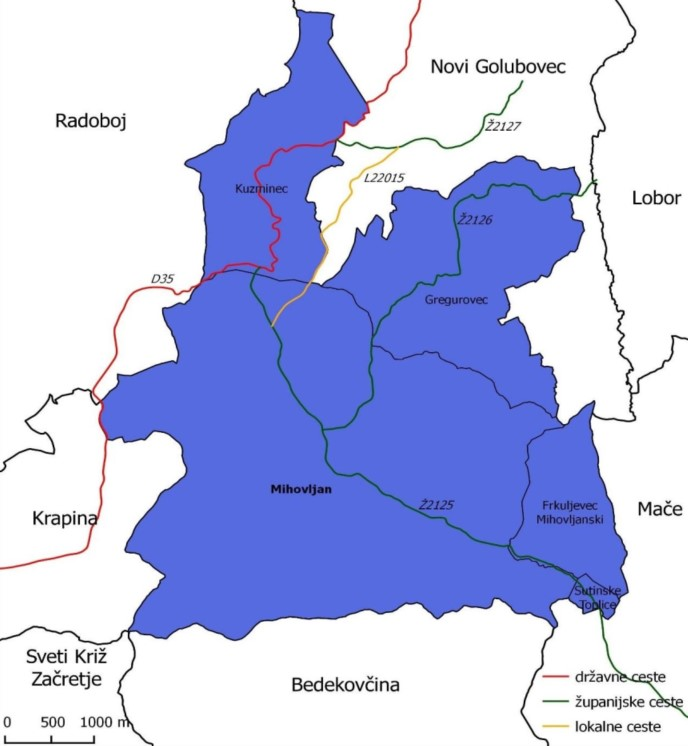 Novi Golubovec
Radoboj
Ž2127
L22015
Kuzminec
Lobor
Ž2126
D35
Gregurovec
Mihovljan
Ž2125
Frkuljevec
Mihovljanski
Mače
Krapina
Sutinske
Toplice
Sveti Križ
Začretje
Bedekovčina
državne ceste
županijske ceste
lokalne ceste
0 500 1000 m